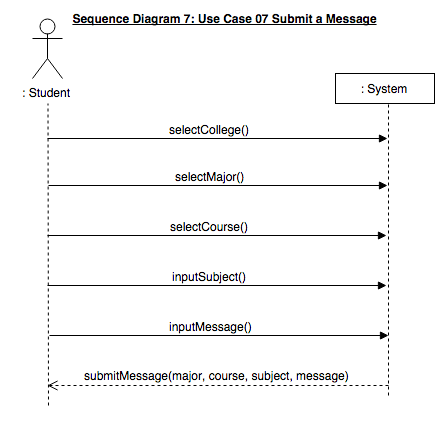 Sequence Diagram 7: Use Case 07 Submit a Message
: Student
: System
selectCollege()
selectMajor()
selectCourse()
inputSubject()
inputMessage()
submitMessage(major, course, subject, message)